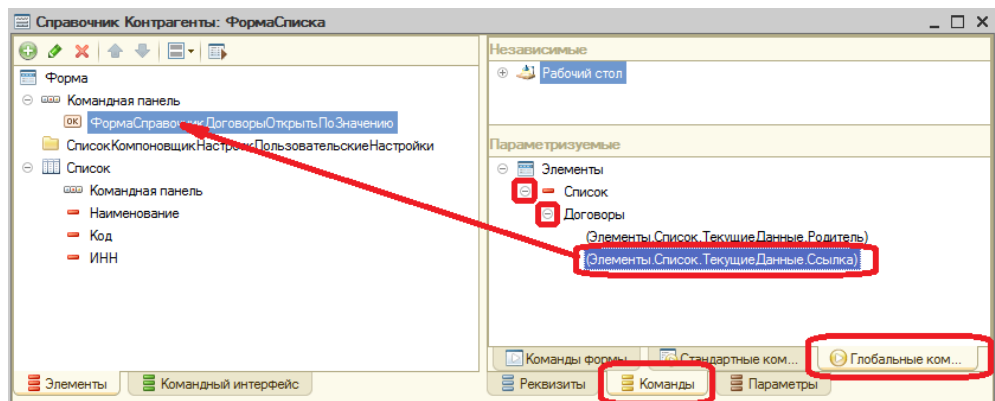 Справочник Контрагенты: ФормаСписка
Форма
Командная панель
OK ФормаСправочникДоговорыОткрытьПоЗначению
СписокКомпоновщикНастроекПользовательскиеНастройки
Список
Командная панель
Наименование
Код
ИНН
Элементы
Командный интерфейс
Независимые
Рабочий стол
Параметризуемые
Элементы
Список
Договоры
(Элементы.Список.ТекущиеДанные.Родитель)
(Элементы.Список.ТекущиеДанные.Ссылка)
Команды формы
Стандартные ком...
Глобальные ком...
Реквизиты
Команды
Параметры